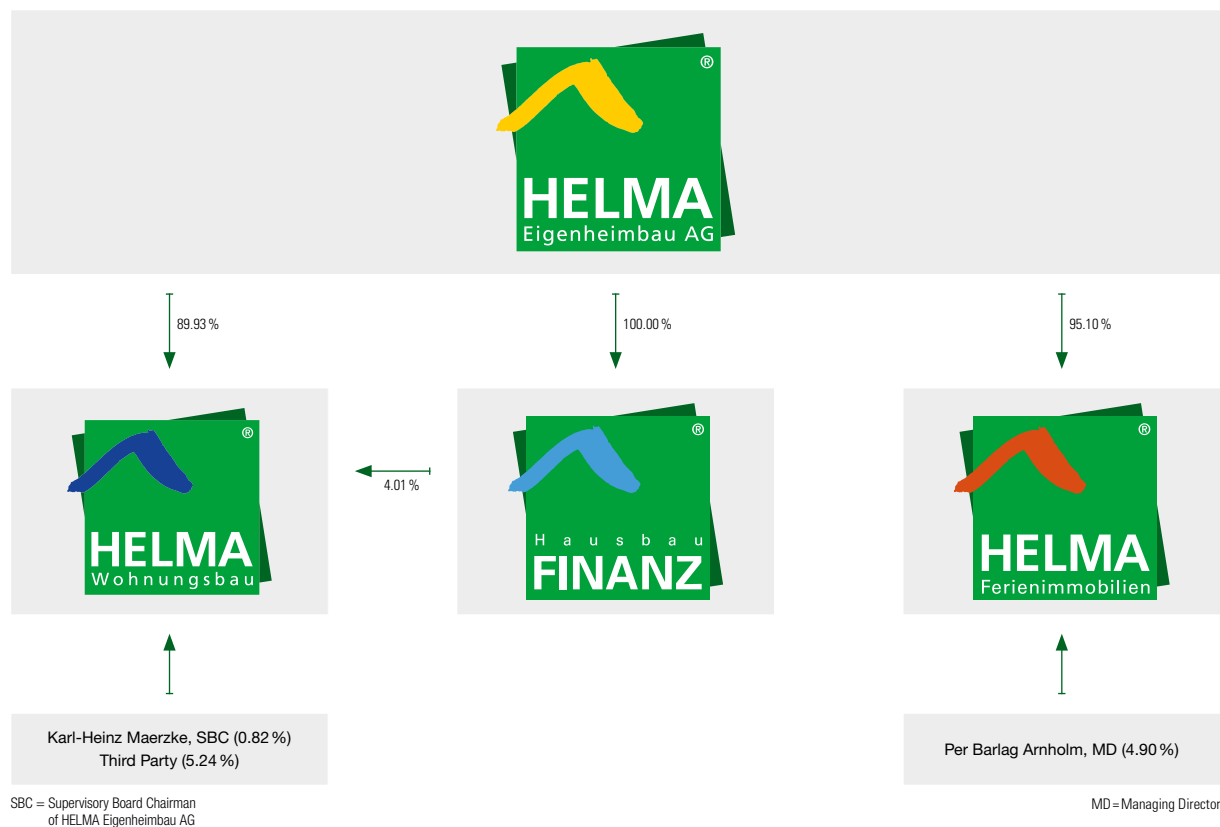 ®
HELMA
Eigenheimbau AG
89.93 %
100.00 %
95.10 %
®
HELMA
Wohnungsbau
4.01 %
®
Hausbau
FINANZ
®
HELMA
Ferienimmobilien
Karl-Heinz Maerzke, SBC (0.82 %)
Third Party (5.24 %)
Per Barlag Arnholm, MD (4.90 %)
SBC = Supervisory Board Chairman
of HELMA Eigenheimbau AG
MD = Managing Director